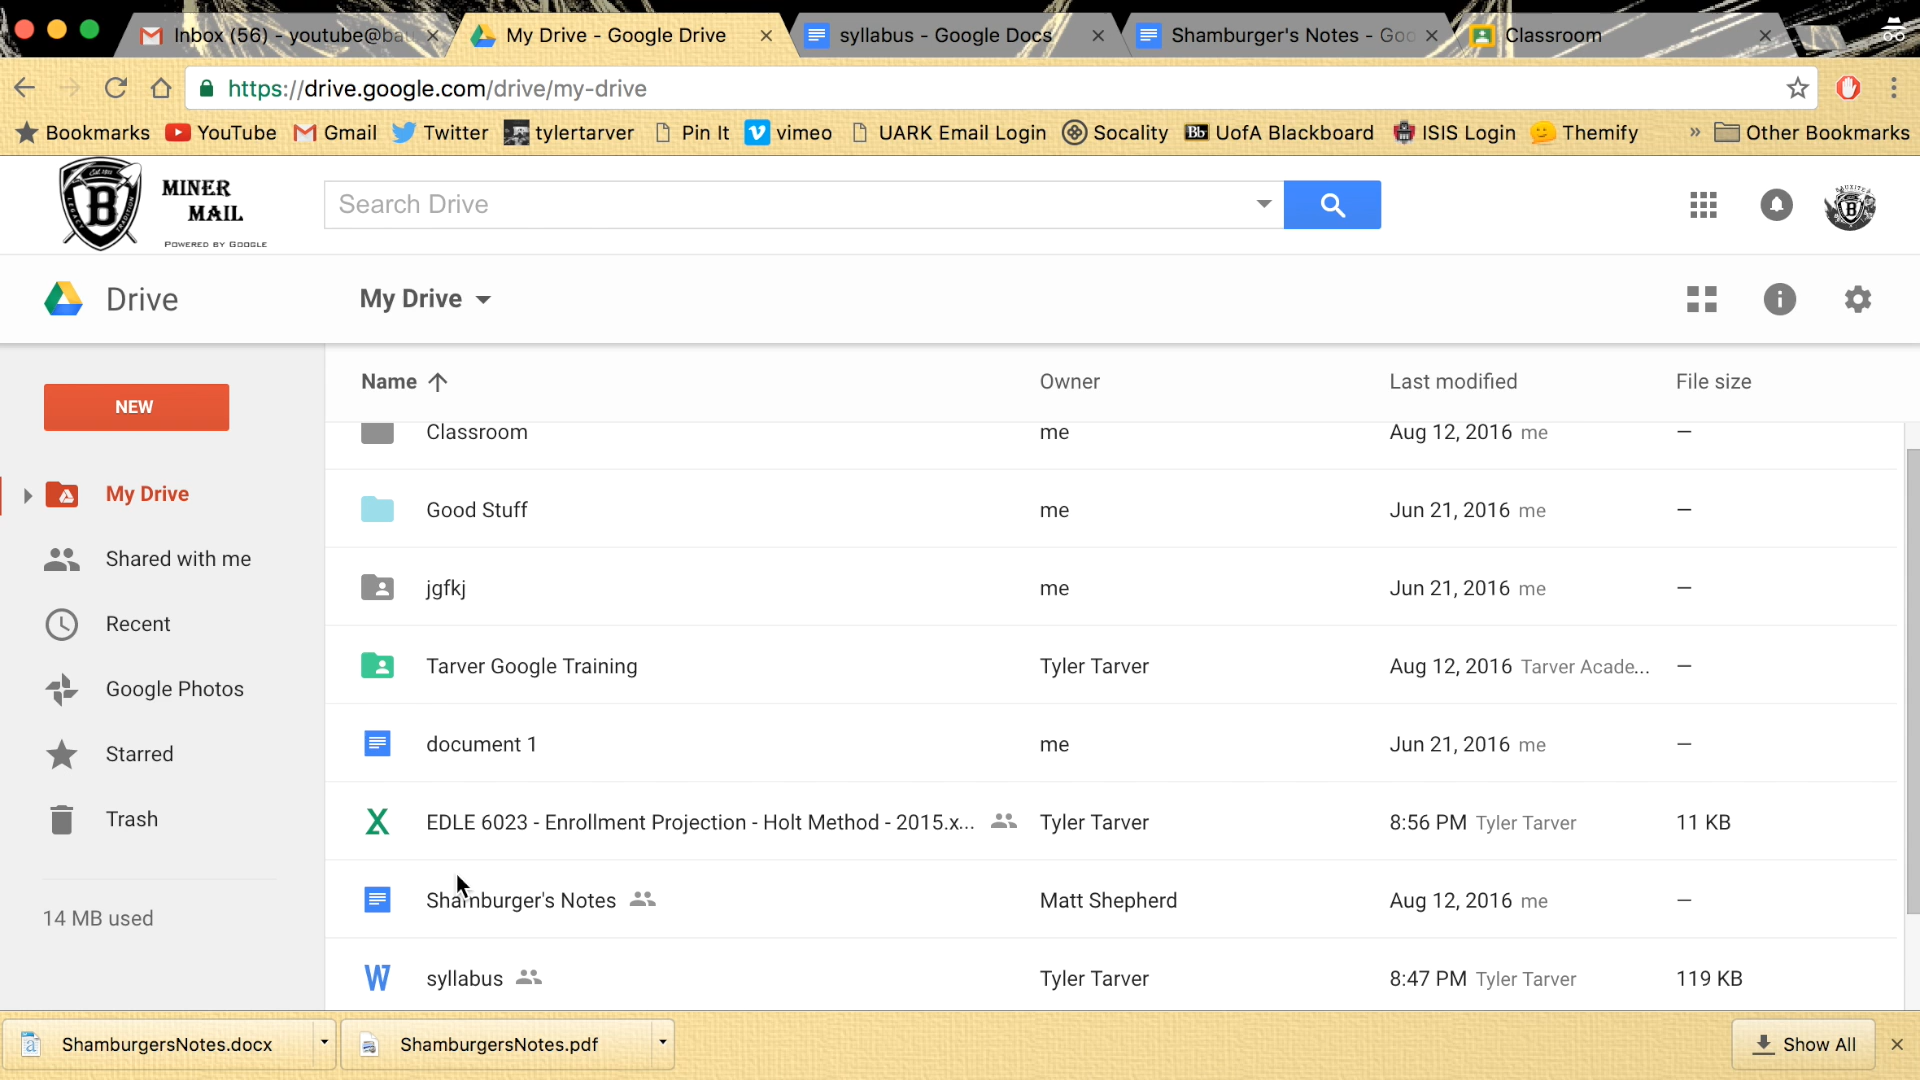 Inbox (56) - youtube@ba
My Drive - Google Drive
syllabus - Google Docs
Shamburger's Notes - Goo
Classroom
https://drive.google.com/drive/my-drive
Bookmarks YouTube Gmail Twitter tylertarver Pin It vimeo UARK Email Login Socality Bb UofA Blackboard ISIS Login Themify » Other Bookmarks
B MINER MAIL
POWERED BY GOOGLE
Search Drive
Drive My Drive
NEW
My Drive
Shared with me
Recent
Google Photos
Starred
Trash
14 MB used
Name Owner Last modified File size
Classroom me Aug 12, 2016 me —
Good Stuff me Jun 21, 2016 me —
jgfkj me Jun 21, 2016 me —
Tarver Google Training Tyler Tarver Aug 12, 2016 Tarver Acade... —
document 1 me Jun 21, 2016 me —
EDLE 6023 - Enrollment Projection - Holt Method - 2015.x... Tyler Tarver 8:56 PM Tyler Tarver 11 KB
Shamburger's Notes Matt Shepherd Aug 12, 2016 me —
W syllabus Tyler Tarver 8:47 PM Tyler Tarver 119 KB
ShamburgersNotes.docx ShamburgersNotes.pdf Show All